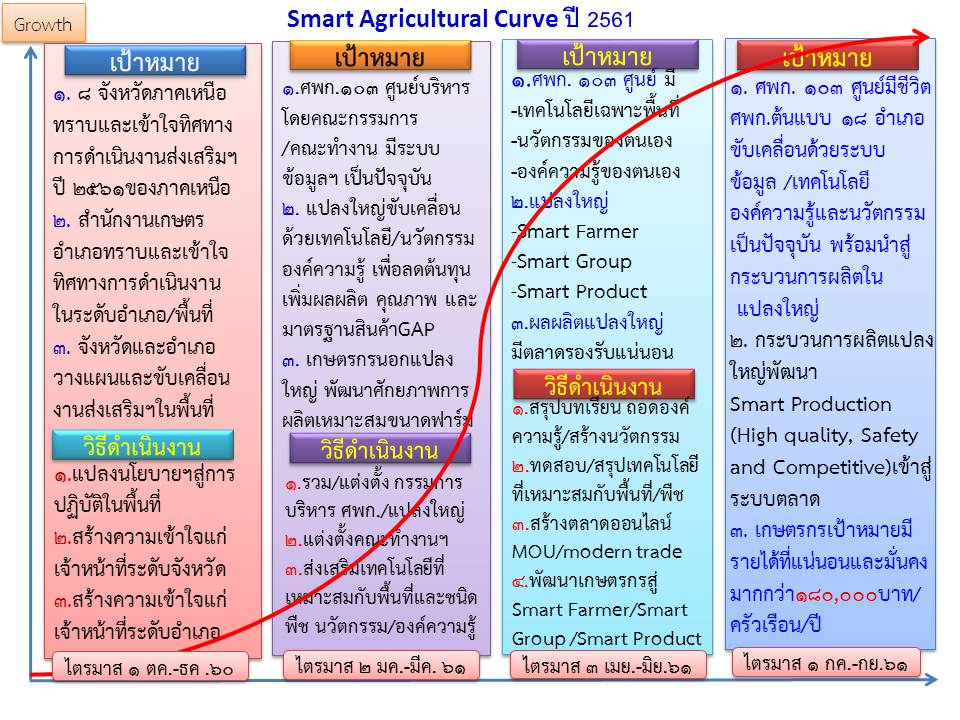 Growth
Smart Agricultural Curve ปี 2561
เป้าหมาย
๑. ๘ จังหวัดภาคเหนือ
ทราบและเข้าใจทิศทาง
การดำเนินงานส่งเสริมฯ
ปี ๒๕๖๑ของภาคเหนือ
๒. สำนักงานเกษตร
อำเภอทราบและเข้าใจ
ทิศทางการดำเนินงาน
ในระดับอำเภอ/พื้นที่
๓. จังหวัดและอำเภอ
วางแผนและขับเคลื่อน
งานส่งเสริมฯในพื้นที่
วิธีดำเนินงาน
๑.แปลงนโยบายฯสู่การ
ปฏิบัติในพื้นที่
๒.สร้างความเข้าใจแก่
เจ้าหน้าที่ระดับจังหวัด
๓.สร้างความเข้าใจแก่
เจ้าหน้าที่ระดับอำเภอ
ไตรมาส ๑ ตค.-ธค .๖๐
เป้าหมาย
๑.ศพก.๑๐๓ ศูนย์บริหาร
โดยคณะกรรมการ
/คณะทำงาน มีระบบ
ข้อมูลฯ เป็นปัจจุบัน
๒. แปลงใหญ่ขับเคลื่อน
ด้วยเทคโนโลยี/นวัตกรรม
องค์ความรู้ เพื่อลดต้นทุน
เพิ่มผลผลิต คุณภาพ และ
มาตรฐานสินค้าGAP
๓. เกษตรกรนอกแปลง
ใหญ่ พัฒนาศักยภาพการ
ผลิตเหมาะสมขนาดฟาร์ม
วิธีดำเนินงาน
๑.รวม/แต่งตั้ง กรรมการ
บริหาร ศพก./แปลงใหญ่
๒.แต่งตั้งคณะทำงานฯ
๓.ส่งเสริมเทคโนโลยีที่
เหมาะสมกับพื้นที่และชนิด
พืช นวัตกรรม/องค์ความรู้
ไตรมาส ๒ มค.-มีค. ๖๑
เป้าหมาย
๑.ศพก. ๑๐๓ ศูนย์ มี
-เทคโนโลยีเฉพาะพื้นที่
-นวัตกรรมของตนเอง
-องค์ความรู้ของตนเอง
๒.แปลงใหญ่
-Smart Farmer
-Smart Group
-Smart Product
๓.ผลผลิตแปลงใหญ่
มีตลาดรองรับแน่นอน
วิธีดำเนินงาน
๑.สรุปบทเรียน ถอดองค์
ความรู้/สร้างนวัตกรรม
๒.ทดสอบ/สรุปเทคโนโลยี
ที่เหมาะสมกับพื้นที่/พืช
๓.สร้างตลาดออนไลน์
MOU/modern trade
๔.พัฒนาเกษตรกรสู่
Smart Farmer/Smart
Group /Smart Product
ไตรมาส ๓ เมย.-มิย.๖๑
เป้าหมาย
๑. ศพก. ๑๐๓ ศูนย์มีชีวิต
ศพก.ต้นแบบ ๑๘ อำเภอ
ขับเคลื่อนด้วยระบบ
ข้อมูล /เทคโนโลยี
องค์ความรู้และนวัตกรรม
เป็นปัจจุบัน พร้อมนำสู่
กระบวนการผลิตใน
แปลงใหญ่
๒. กระบวนการผลิตแปลง
ใหญ่พัฒนา
Smart Production
(High quality, Safety
and Competitive)เข้าสู่
ระบบตลาด
๓. เกษตรกรเป้าหมายมี
รายได้ที่แน่นอนและมั่นคง
มากกว่า๑๘๐,๐๐๐บาท/
ครัวเรือน/ปี
ไตรมาส ๑ กค.-กย.๖๑